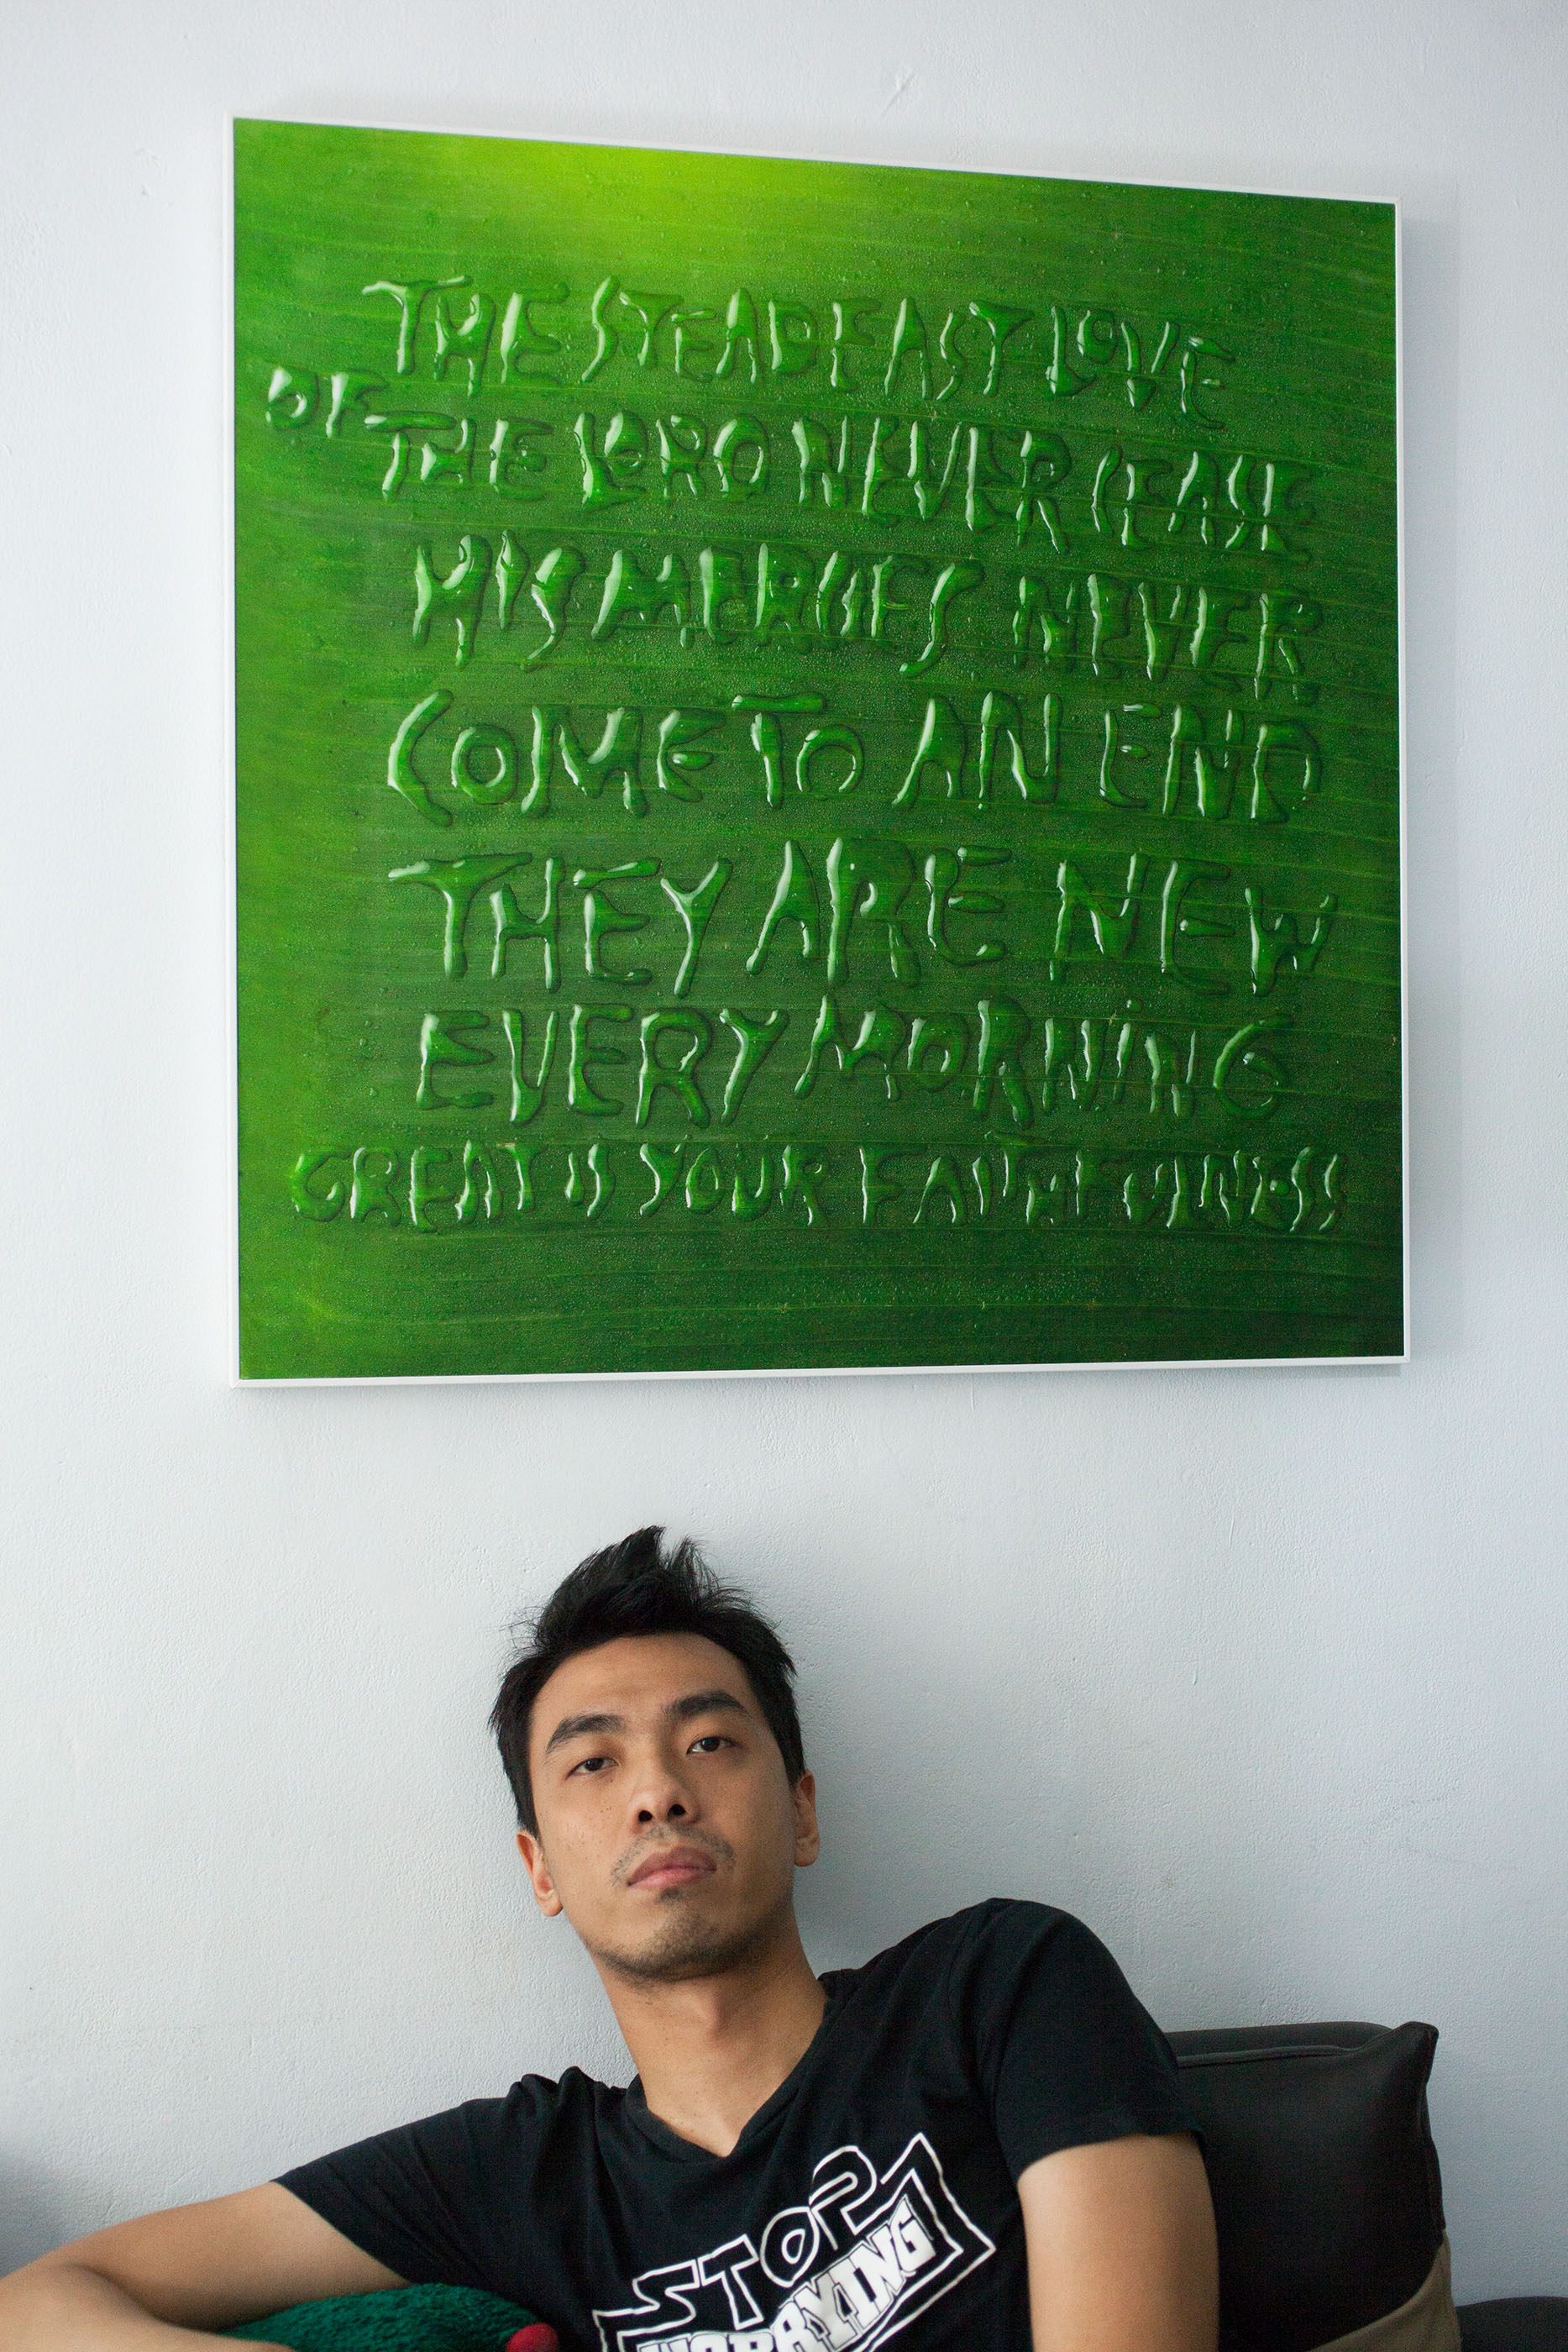 THE STEADFAST LOVE
OF THE LORD NEVER CEASE
HIS MERCIES NEVER
COME TO AN END
THEY ARE NEW
EVERY MORNiNG
GREAT IS YOUR FAITHFULNESS
STOP
WORRYING